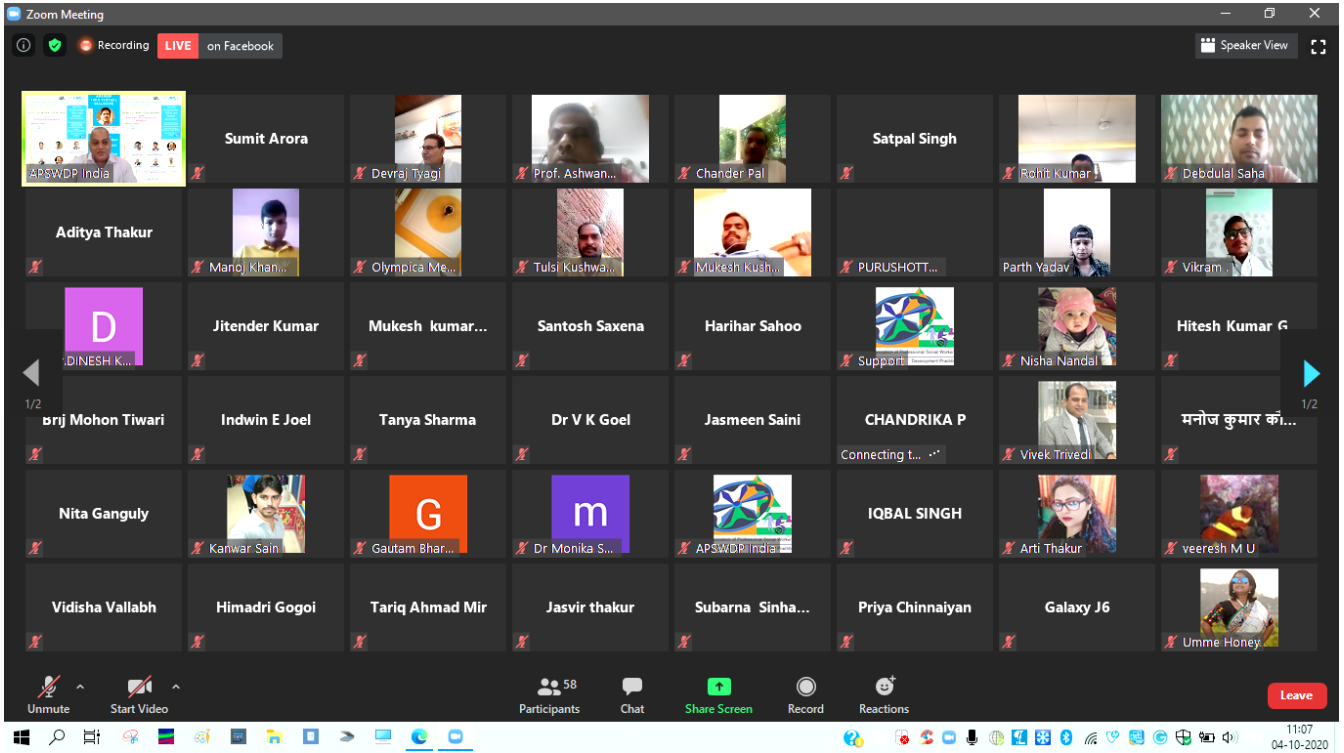 Zoom Meeting
Recording
LIVE on Facebook
Speaker View
APSWDP India
Sumit Arora
Devraj Tyagi
Prof. Ashwan...
Chander Pal
Satpal Singh
Rohit Kumar
Debdulal Saha
Aditya Thakur
Manoj Khan...
Olympica Me...
Tulsi Kushwa...
Mukesh Kush...
PURUSHOTT...
Parth Yadav
Vikram .
D
.DINESH K...
Jitender Kumar
Mukesh kumar...
Santosh Saxena
Harihar Sahoo
Support
Nisha Nandal
Hitesh Kumar G
1/2
1/2
Brij Mohon Tiwari
Indwin E Joel
Tanya Sharma
Dr V K Goel
Jasmeen Saini
CHANDRIKA P
Connecting t...
Vivek Trivedi
मनोज कुमार कौ...
Nita Ganguly
Kanwar Sain
G
Gautam Bhar...
m
Dr Monika S...
APSWDP India
IQBAL SINGH
Arti Thakur
veeresh M U
Vidisha Vallabh
Himadri Gogoi
Tariq Ahmad Mir
Jasvir thakur
Subarna Sinha...
Priya Chinnaiyan
Galaxy J6
Umme Honey
Unmute
Start Video
58
Participants
Chat
Share Screen
Record
Reactions
Leave
11:07
04-10-2020